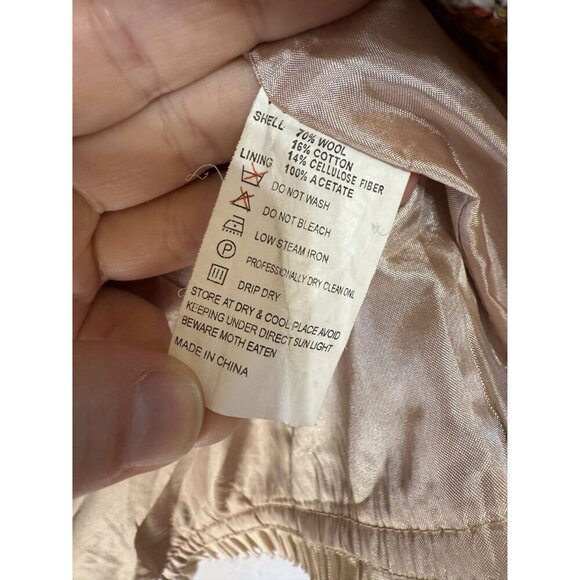 SHELL 70% WOOL
16% COTTON
14% CELLULOSE FIBER
LINING 100% ACETATE
DO NOT WASH
DO NOT BLEACH
LOW STEAM IRON
P PROFESSIONALLY DRY CLEAN ONL
DRIP DRY
STORE AT DRY & COOL PLACE AVOID
KEEPING UNDER DIRECT SUN LIGHT
BEWARE MOTH EATEN
MADE IN CHINA